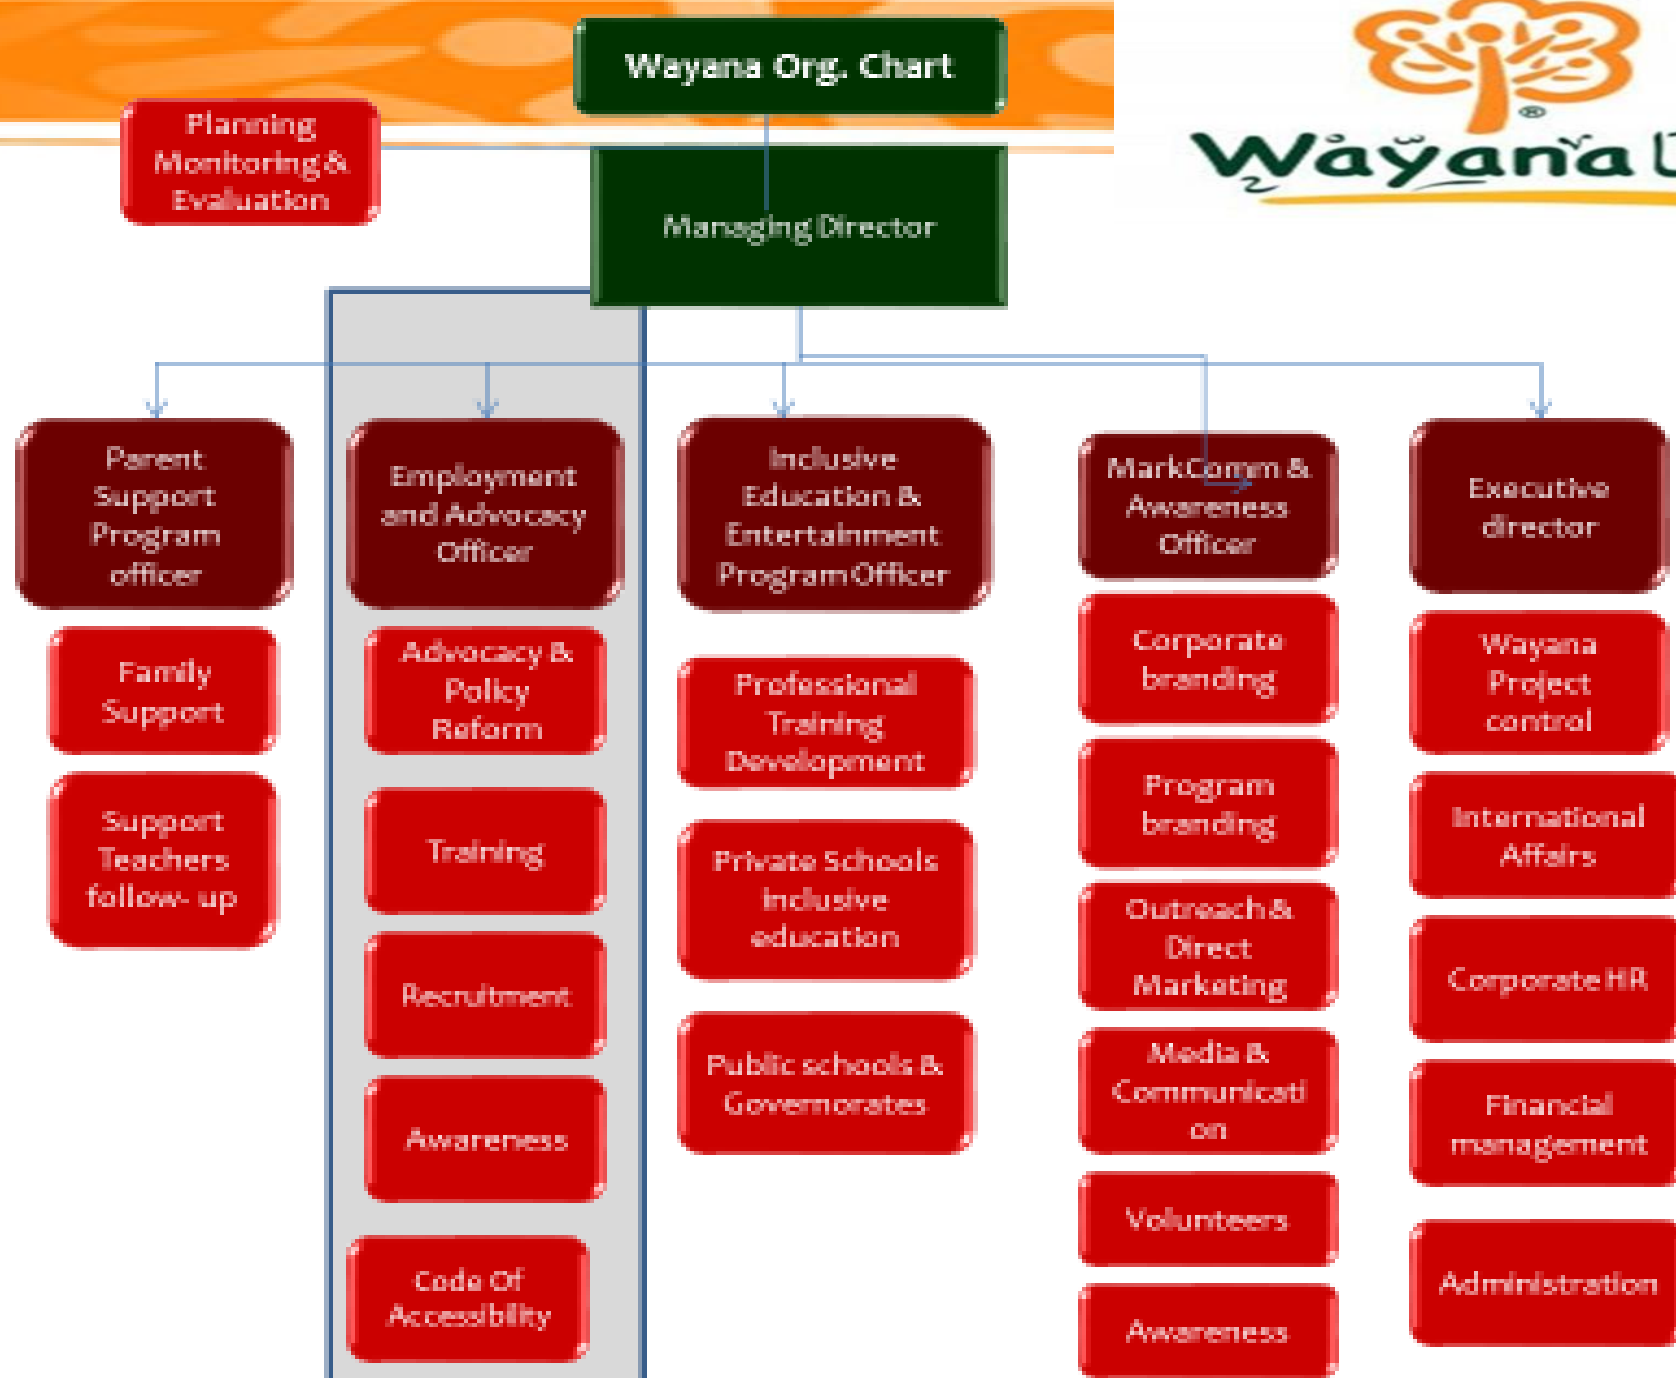 Wayana Org. Chart
Wayana
Planning
Monitoring &
Evaluation
Managing Director
Parent
Support
Program
officer
Family
Support
Support
Teachers
follow- up
Employment
and Advocacy
Officer
Advocacy &
Policy
Reform
Training
Recruitment
Awareness
Code Of
Accessibility
Inclusive
Education &
Entertainment
Program Officer
Professional
Training
Development
Private Schools
Inclusive
education
Public schools &
Governorates
MarkComm &
Awareness
Officer
Corporate
branding
Program
branding
Outreach &
Direct
Marketing
Media &
Communicati
on
Volunteers
Awareness
Executive
director
Wayana
Project
control
International
Affairs
Corporate HR
Financial
management
Administration